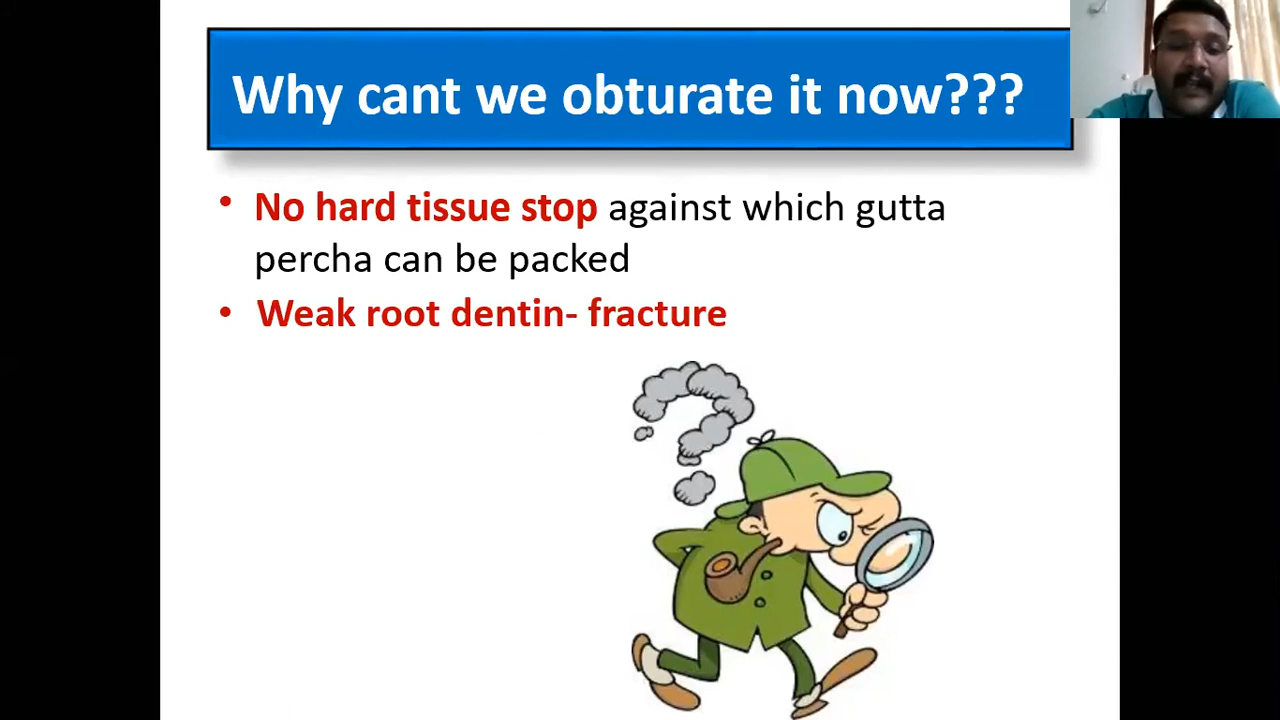 Why cant we obturate it now???
• No hard tissue stop against which gutta
percha can be packed
• Weak root dentin- fracture